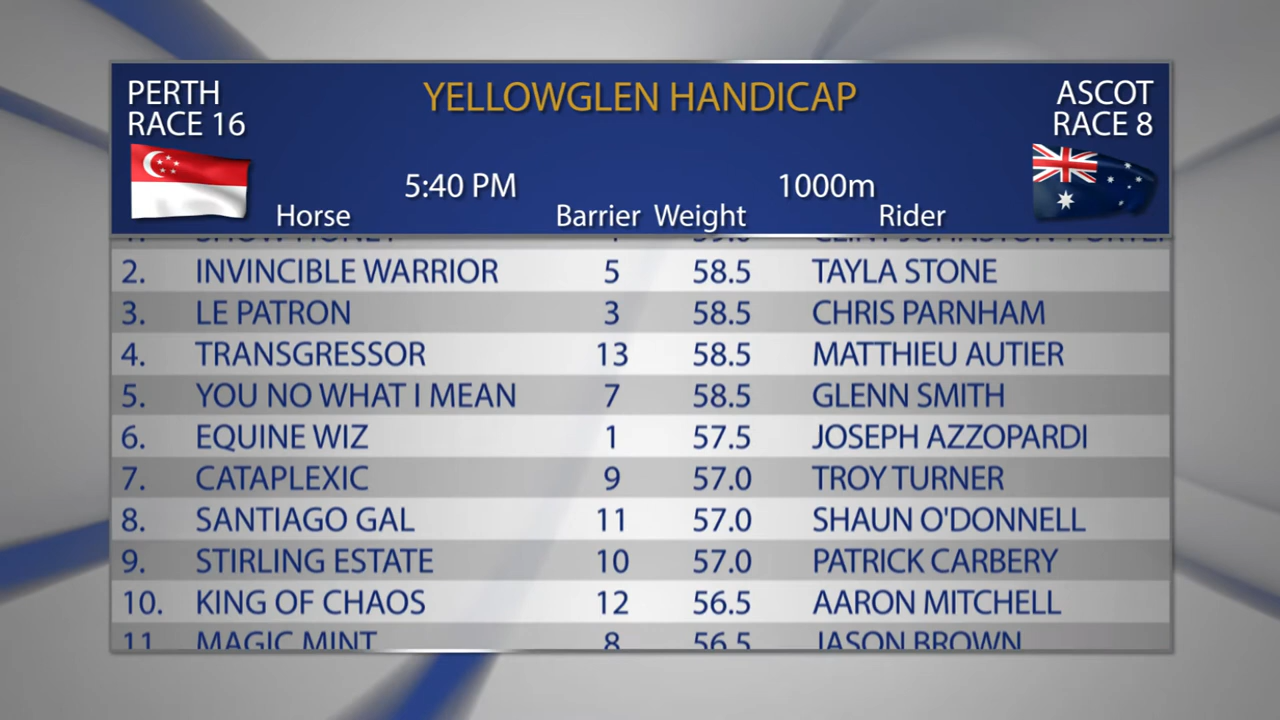 PERTH YELLOWGLEN HANDICAP ASCOT
RACE 16 RACE 8
5:40 PM 1000m
Horse Barrier Weight Rider
2. INVINCIBLE WARRIOR 5 58.5 TAYLA STONE
3. LE PATRON 3 58.5 CHRIS PARNHAM
4. TRANSGRESSOR 13 58.5 MATTHIEU AUTIER
5. YOU NO WHAT I MEAN 7 58.5 GLENN SMITH
6. EQUINE WIZ 1 57.5 JOSEPH AZZOPARDI
7. CATAPLEXIC 9 57.0 TROY TURNER
8. SANTIAGO GAL 11 57.0 SHAUN O'DONNELL
9. STIRLING ESTATE 10 57.0 PATRICK CARBERY
10. KING OF CHAOS 12 56.5 AARON MITCHELL
11 MAGIC MINT 8 56.5 JASON BROWN